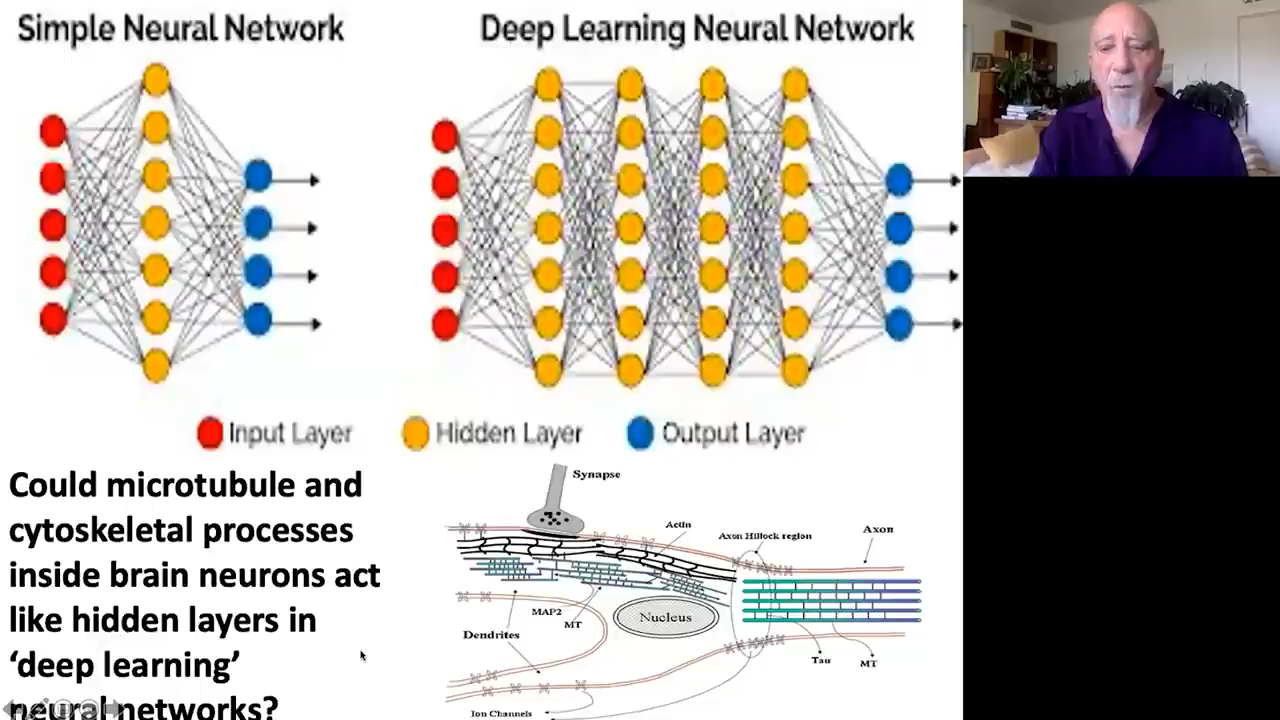 Simple Neural Network
Deep Learning Neural Network
Input Layer
Hidden Layer
Output Layer
Could microtubule and
cytoskeletal processes
inside brain neurons act
like hidden layers in
‘deep learning’
neural networks?
Synapse
Actin
Axon Hillock region
Axon
MAP2
MT
Nucleus
Dendrites
Tau
MT
Ion Channels